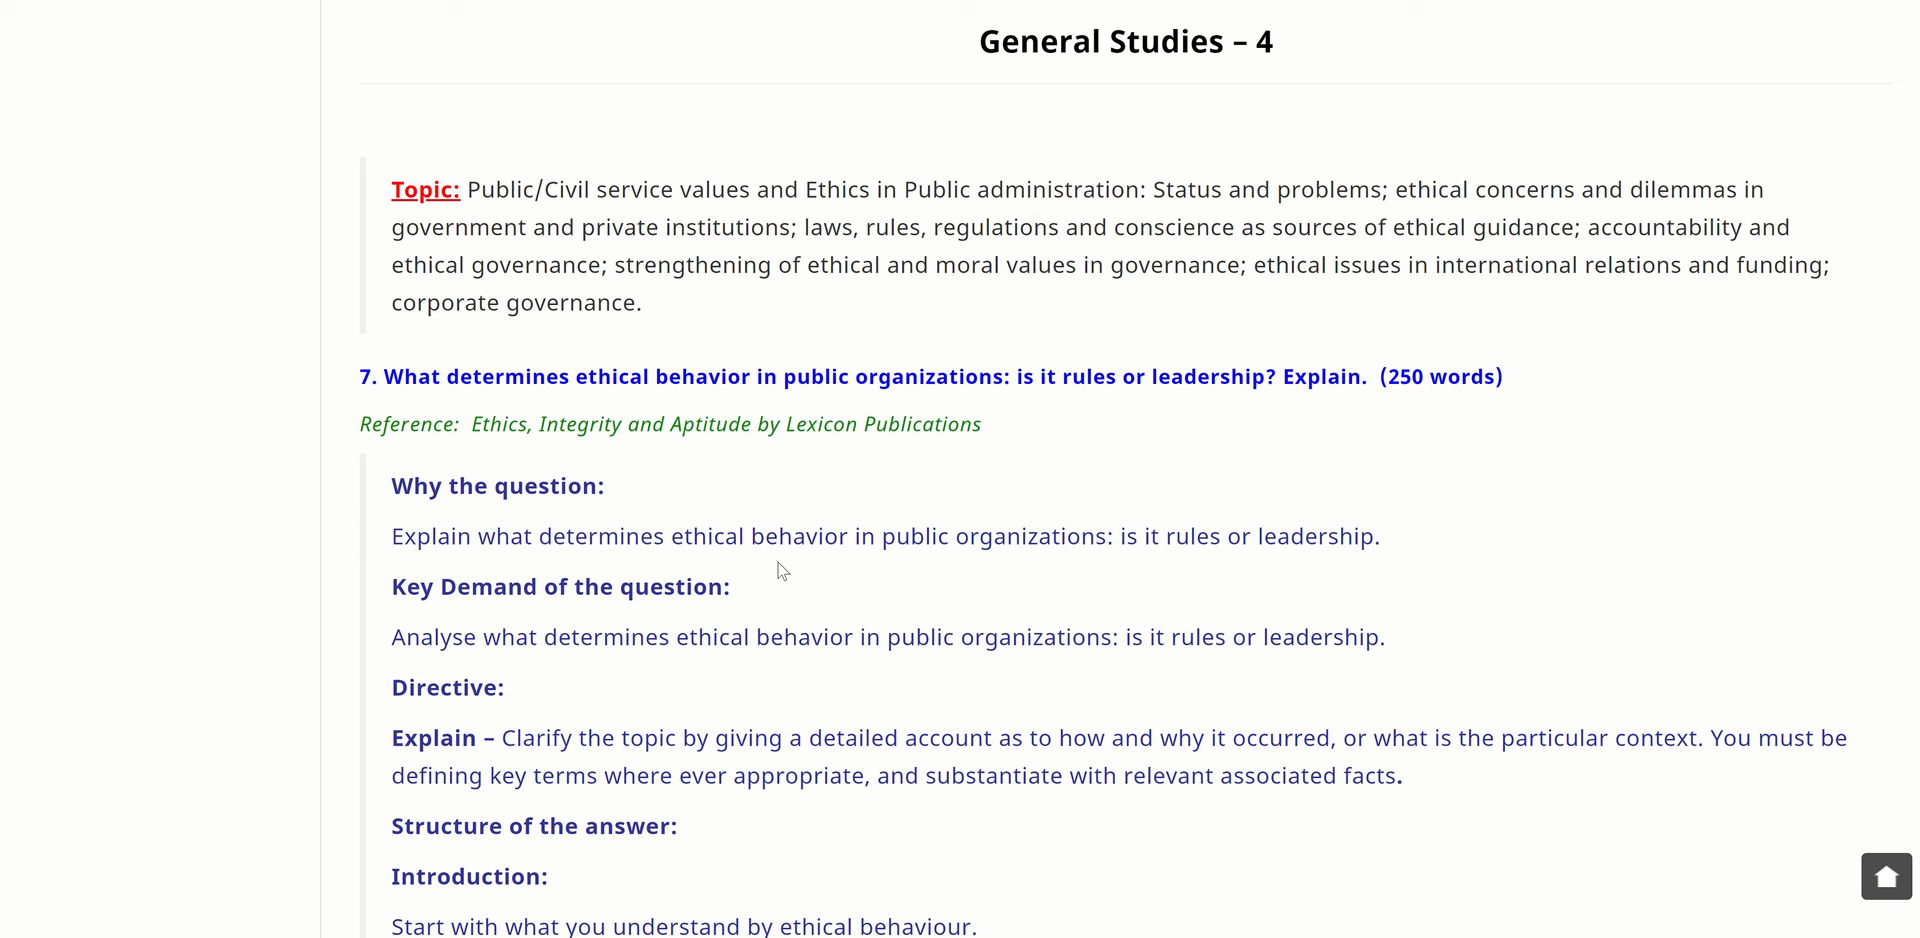 General Studies – 4
Topic: Public/Civil service values and Ethics in Public administration: Status and problems; ethical concerns and dilemmas in
government and private institutions; laws, rules, regulations and conscience as sources of ethical guidance; accountability and
ethical governance; strengthening of ethical and moral values in governance; ethical issues in international relations and funding;
corporate governance.
7. What determines ethical behavior in public organizations: is it rules or leadership? Explain.  (250 words)
Reference:  Ethics, Integrity and Aptitude by Lexicon Publications
Why the question:
Explain what determines ethical behavior in public organizations: is it rules or leadership.
Key Demand of the question:
Analyse what determines ethical behavior in public organizations: is it rules or leadership.
Directive:
Explain – Clarify the topic by giving a detailed account as to how and why it occurred, or what is the particular context. You must be
defining key terms where ever appropriate, and substantiate with relevant associated facts.
Structure of the answer:
Introduction:
Start with what you understand by ethical behaviour.